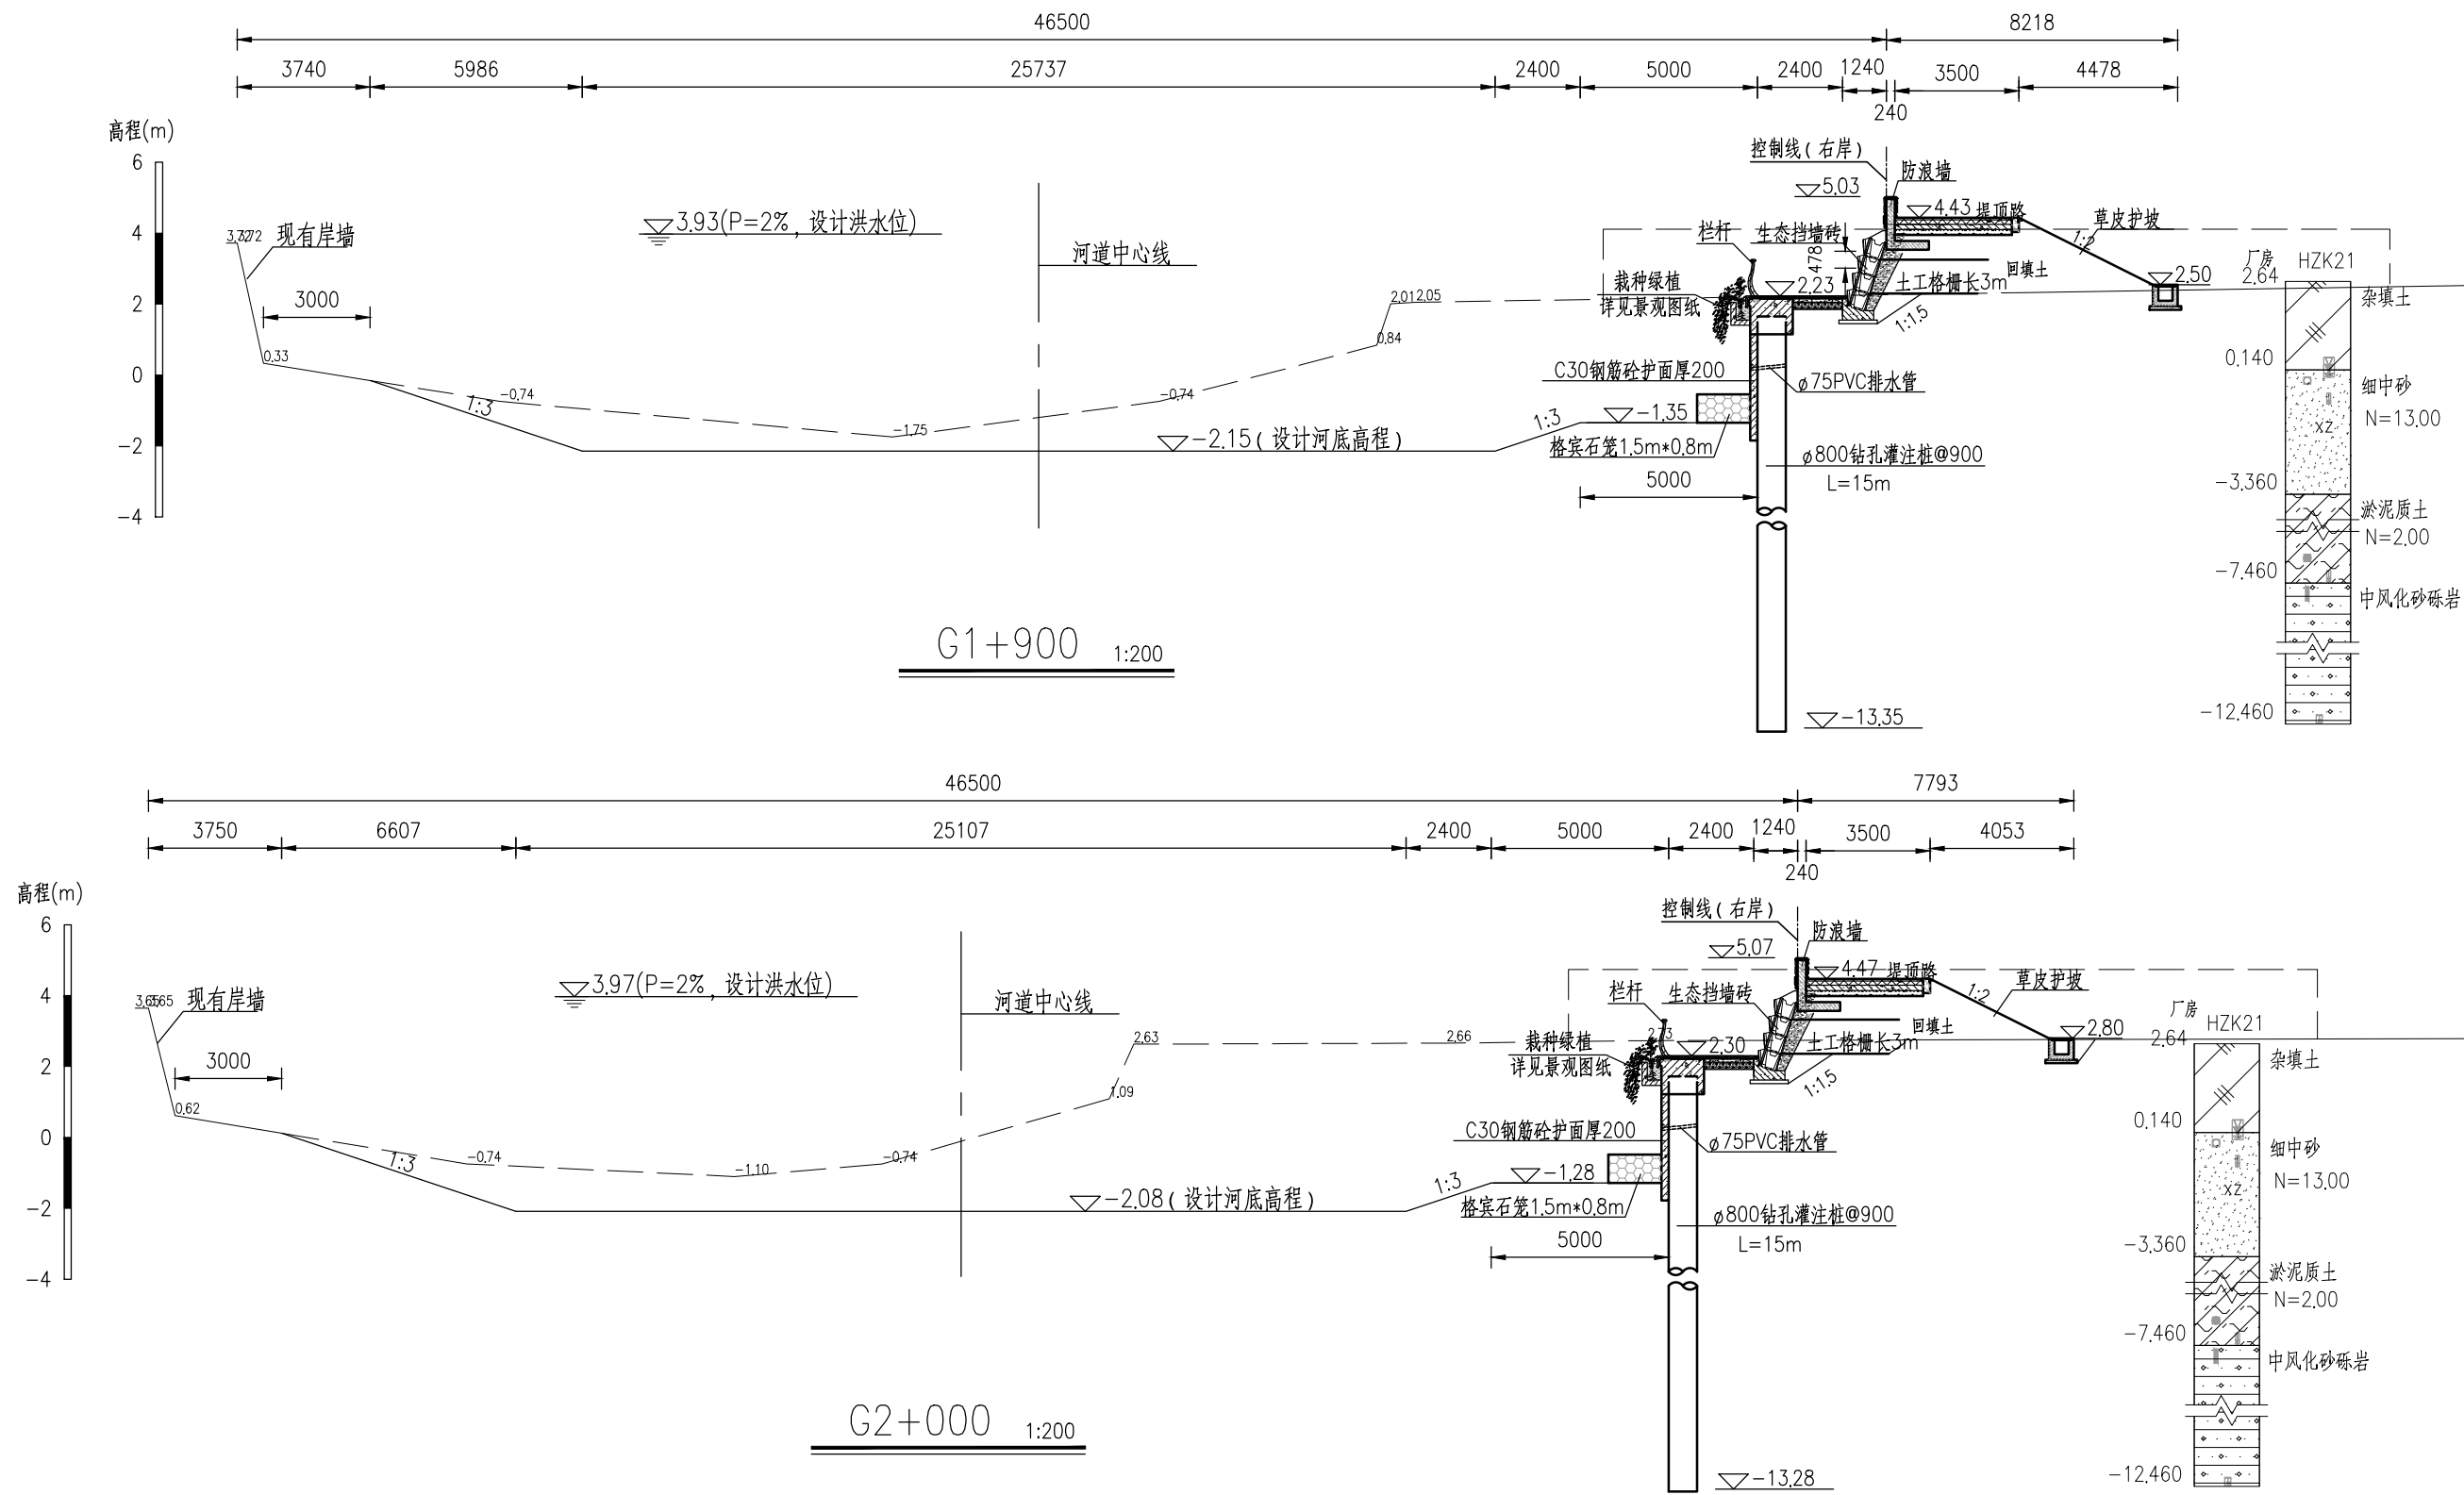 46500 8218
3740 5986 25737 2400 5000 2400 1240 3500 4478
240
高程(m)
6
4
2
0
-2
-4
控制线(右岸)
防浪墙
5.03
3.93(P=2%,设计洪水位)
4.43 堤顶路
3.72 现有岸墙
河道中心线
栏杆 生态挡墙砖
478
1:2 草皮护坡
厂房
2.64 HZK21
3000
2.01 2.05
栽种绿植
详见景观图纸
2.23
回填土
土工格栅长3m
2.50
杂填土
1:1.5
0.33
0.84
0.140
C30钢筋砼护面厚200
ø75PVC排水管
细中砂
N=13.00
XZ
-0.74
-0.74
1:3
-1.75
-2.15(设计河底高程)
1:3
-1.35
格宾石笼1.5m*0.8m
ø800钻孔灌注桩@900
L=15m
5000
-3.360
淤泥质土
N=2.00
-7.460
中风化砂砾岩
G1+900 1:200
-13.35
-12.460
46500 7793
3750 6607 25107 2400 5000 2400 1240 3500 4053
240
高程(m)
6
4
2
0
-2
-4
控制线(右岸)
防浪墙
5.07
3.97(P=2%,设计洪水位)
4.47 堤顶路
3.65 现有岸墙
河道中心线
栏杆 生态挡墙砖
1:2 草皮护坡
厂房
2.64 HZK21
3000
2.63
2.66
栽种绿植
详见景观图纸
2.30
回填土
土工格栅长3m
2.80
杂填土
1:1.5
0.62
1.09
0.140
C30钢筋砼护面厚200
ø75PVC排水管
细中砂
N=13.00
XZ
-0.74
-0.74
1:3
-1.10
-2.08(设计河底高程)
1:3
-1.28
格宾石笼1.5m*0.8m
ø800钻孔灌注桩@900
L=15m
5000
-3.360
淤泥质土
N=2.00
-7.460
中风化砂砾岩
G2+000 1:200
-13.28
-12.460